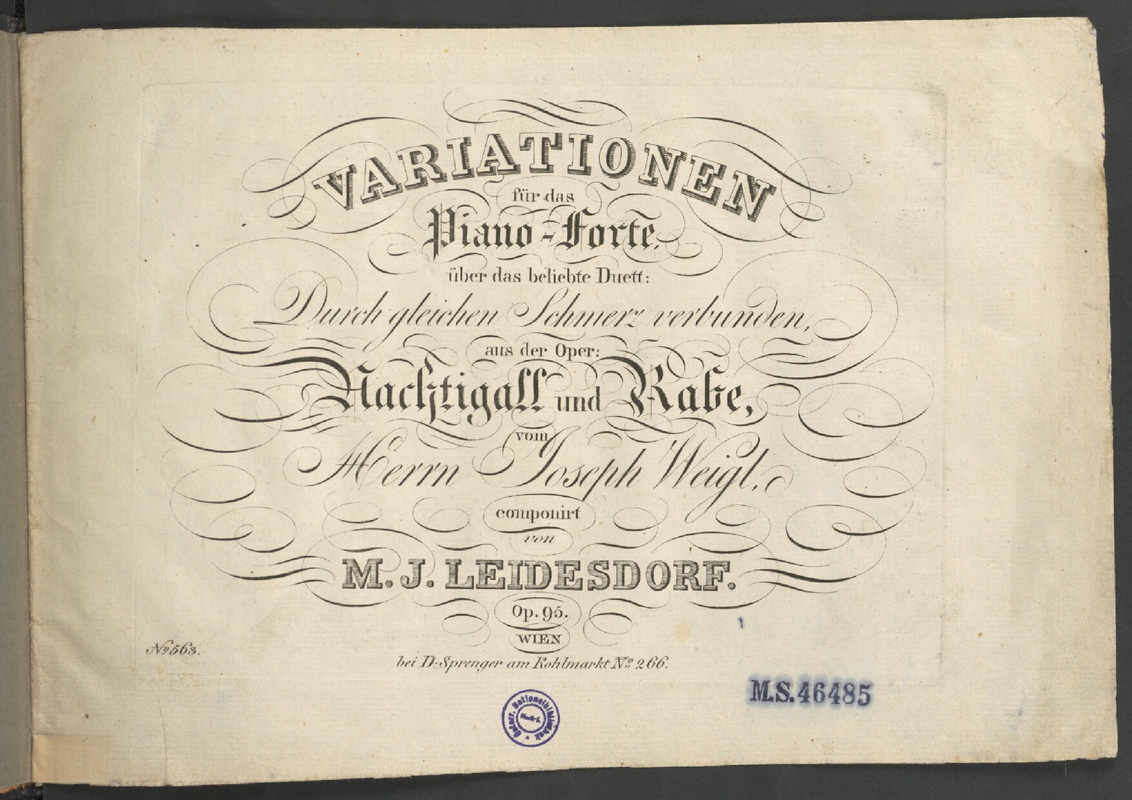 VARIATIONEN
für das
Piano-Forte,
über das beliebte Duett:
Durch gleichen Schmerz verbunden,
aus der Oper:
Nachtigall und Rabe,
vom
Herrn Joseph Weigl,
componirt
von
M. J. LEIDESDORF.
Op. 95.
WIEN
No 563.
bei D. Sprenger am Kohlmarkt No 266.
M.S. 46485
Österr. Nationalbibliothek